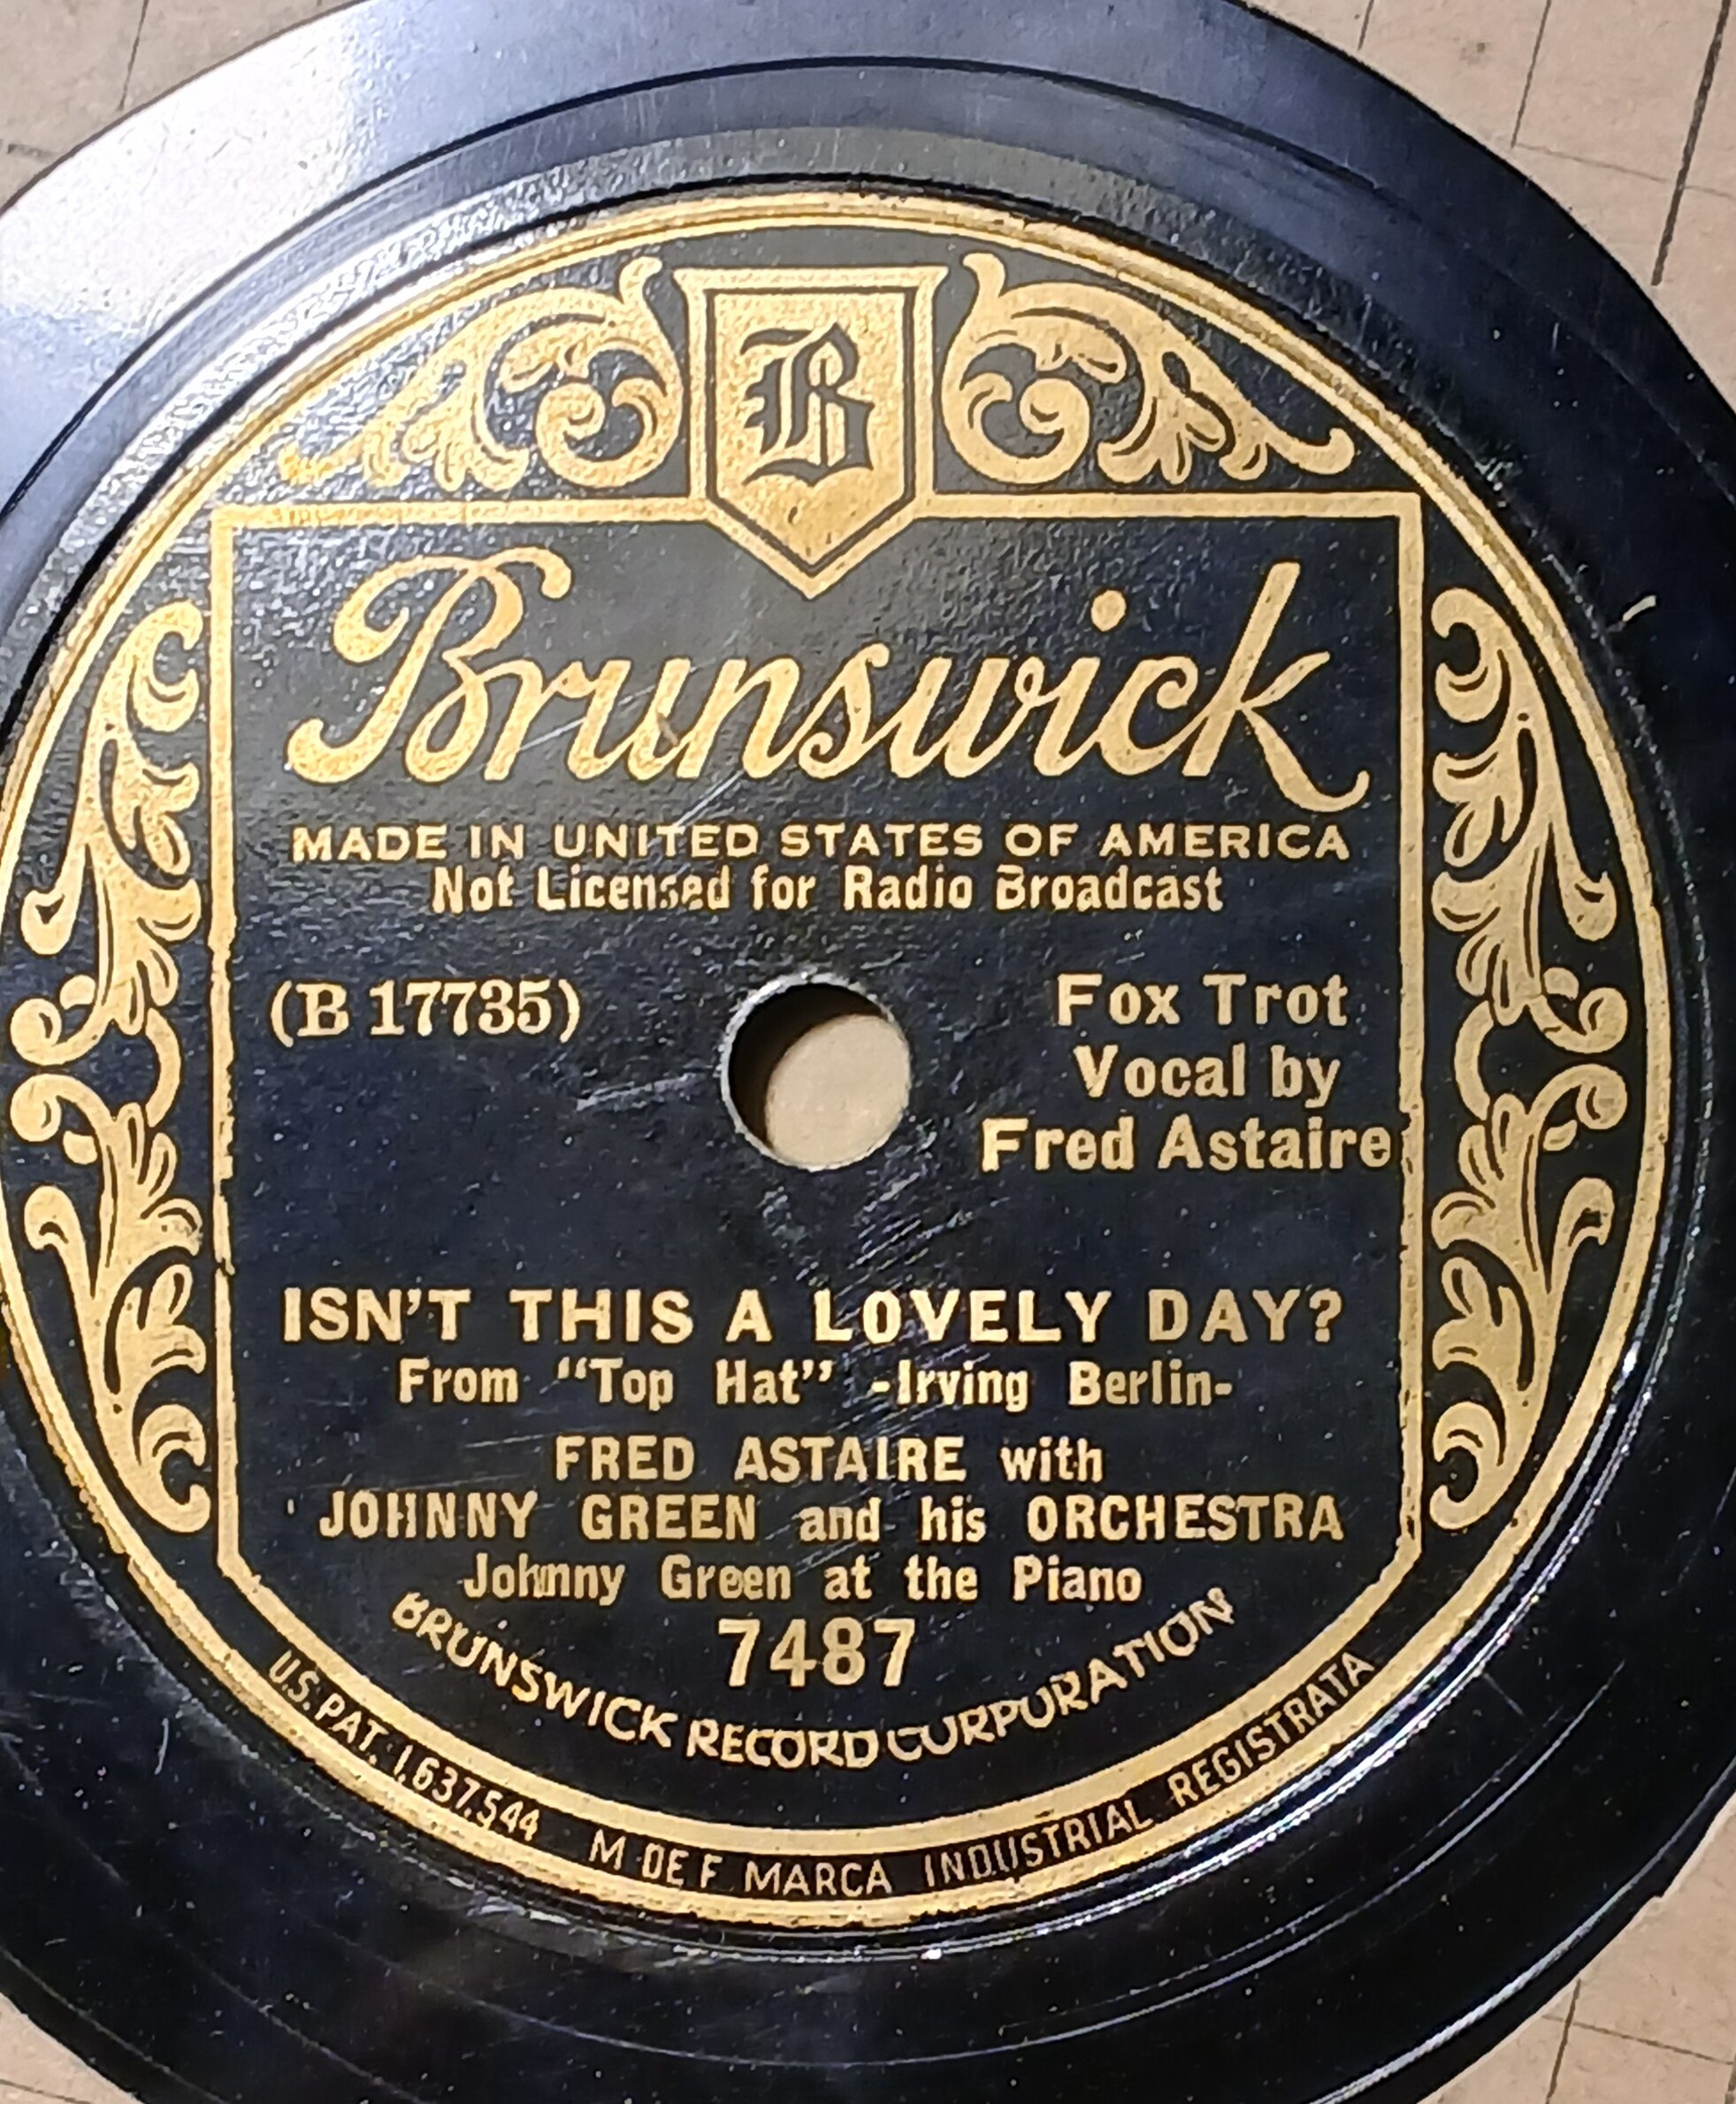 B
Brunswick
MADE IN UNITED STATES OF AMERICA
Not Licensed for Radio Broadcast
(B 17735)
Fox Trot
Vocal by
Fred Astaire
ISN'T THIS A LOVELY DAY?
From "Top Hat" -Irving Berlin-
FRED ASTAIRE with
JOHNNY GREEN and his ORCHESTRA
Johnny Green at the Piano
7487
BRUNSWICK RECORD CORPORATION
U.S. PAT. 1,637,544 M DE F MARCA INDUSTRIAL REGISTRATA